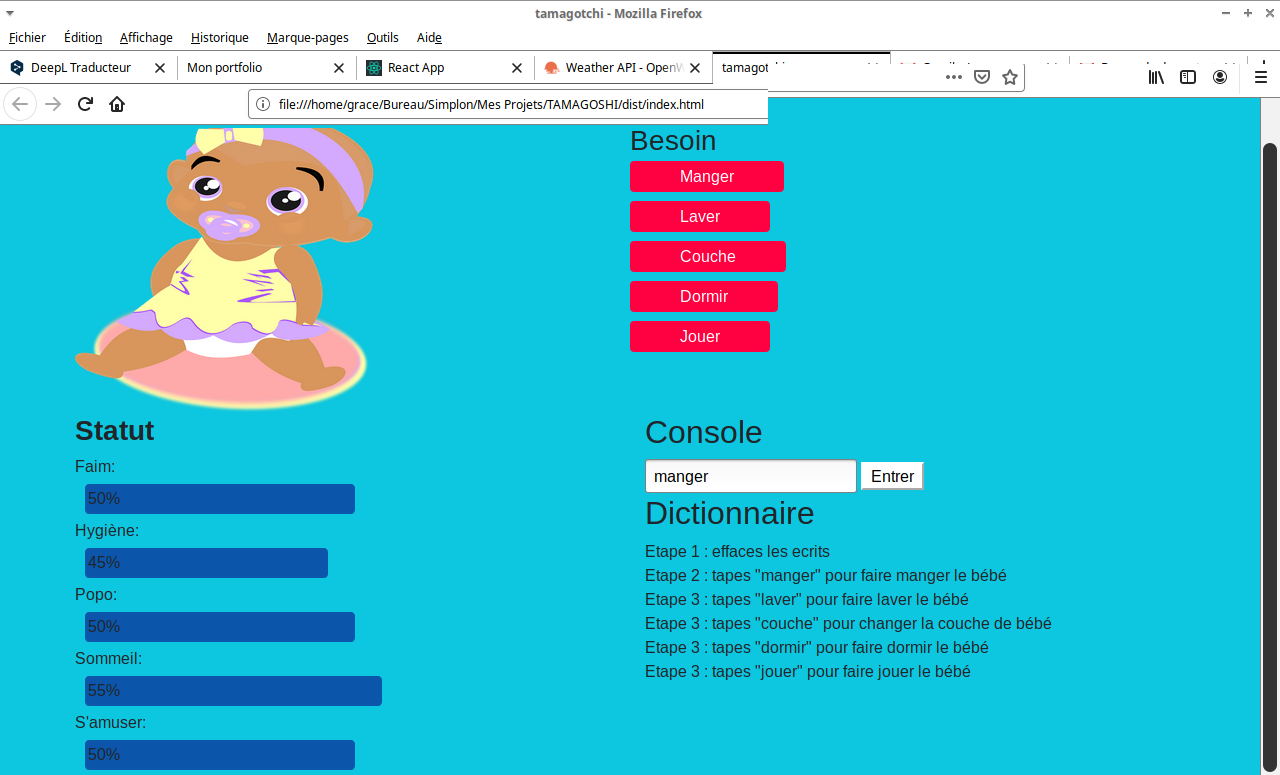 tamagotchi - Mozilla Firefox
Fichier Édition Affichage Historique Marque-pages Outils Aide
DeepL Traducteur Mon portfolio React App Weather API - OpenW tamagot
file:///home/grace/Bureau/Simplon/Mes Projets/TAMAGOSHI/dist/index.html
Besoin
Manger
Laver
Couche
Dormir
Jouer
Statut
Faim:
50%
Hygiène:
45%
Popo:
50%
Sommeil:
55%
S'amuser:
50%
Console
manger Entrer
Dictionnaire
Etape 1 : effaces les ecrits
Etape 2 : tapes "manger" pour faire manger le bébé
Etape 3 : tapes "laver" pour faire laver le bébé
Etape 3 : tapes "couche" pour changer la couche de bébé
Etape 3 : tapes "dormir" pour faire dormir le bébé
Etape 3 : tapes "jouer" pour faire jouer le bébé